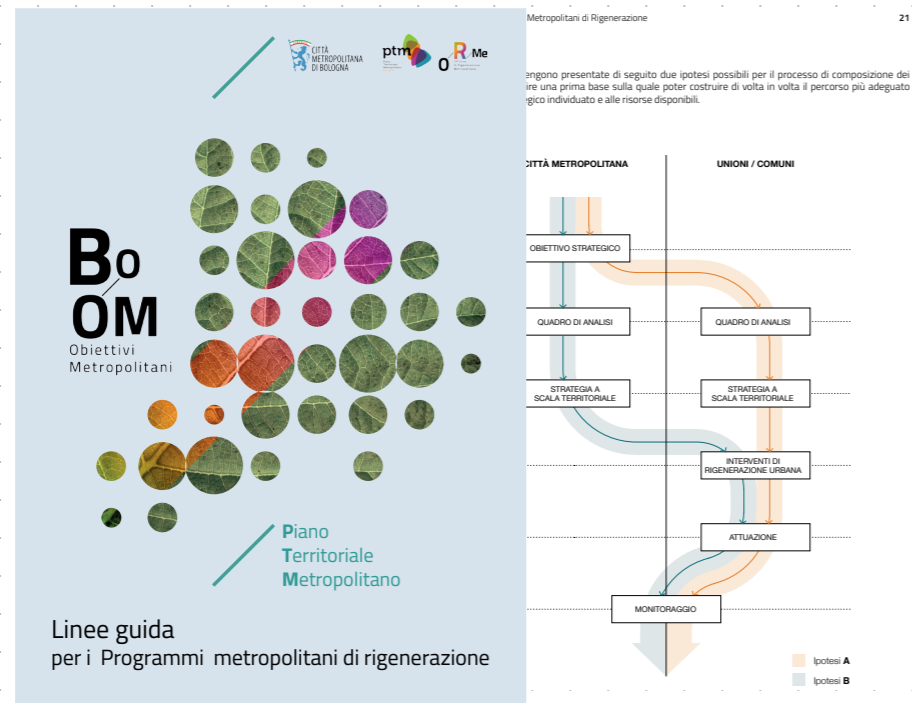 CITTÀ
METROPOLITANA
DI BOLOGNA
ptm
O R Me
Bo
OM
Obiettivi
Metropolitani
Piano
Territoriale
Metropolitano
Linee guida
per i Programmi metropolitani di rigenerazione
Metropolitani di Rigenerazione 21
engono presentate di seguito due ipotesi possibili per il processo di composizione dei
ire una prima base sulla quale poter costruire di volta in volta il percorso più adeguato
egico individuato e alle risorse disponibili.
CITTÀ METROPOLITANA UNIONI / COMUNI
OBIETTIVO STRATEGICO
QUADRO DI ANALISI QUADRO DI ANALISI
STRATEGIA A
SCALA TERRITORIALE
STRATEGIA A
SCALA TERRITORIALE
INTERVENTI DI
RIGENERAZIONE URBANA
ATTUAZIONE
MONITORAGGIO
Ipotesi A
Ipotesi B